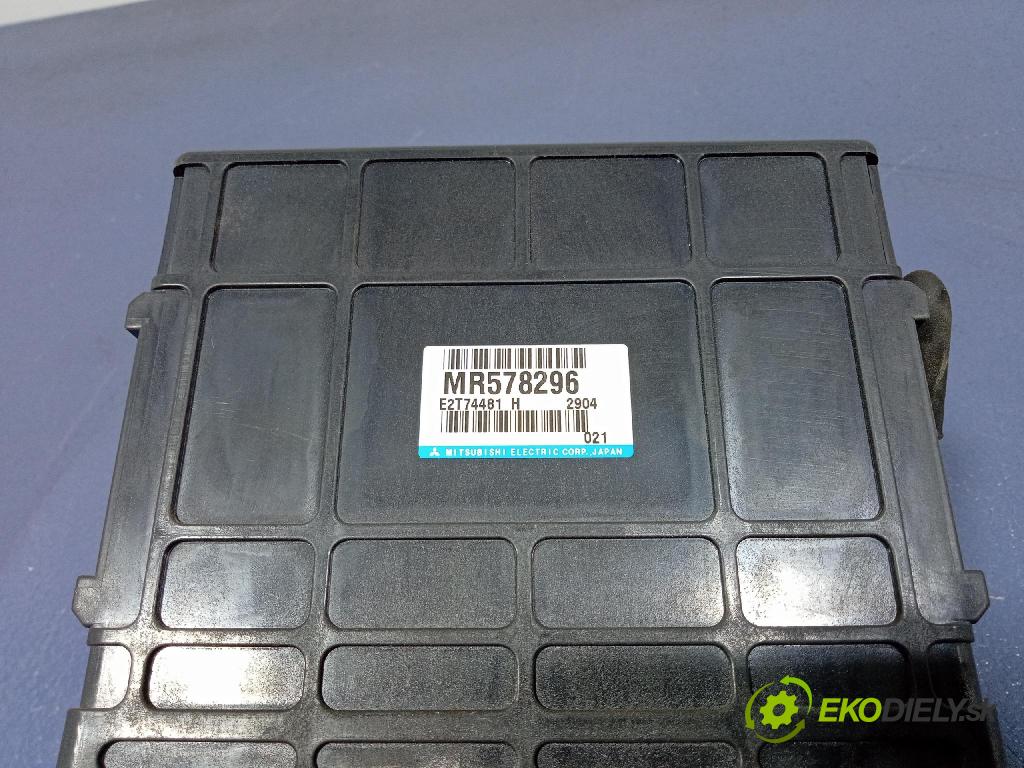 MR578296
E2T74481 H 2904
021
MITSUBISHI ELECTRIC CORP.,JAPAN
EKODIELY.sk